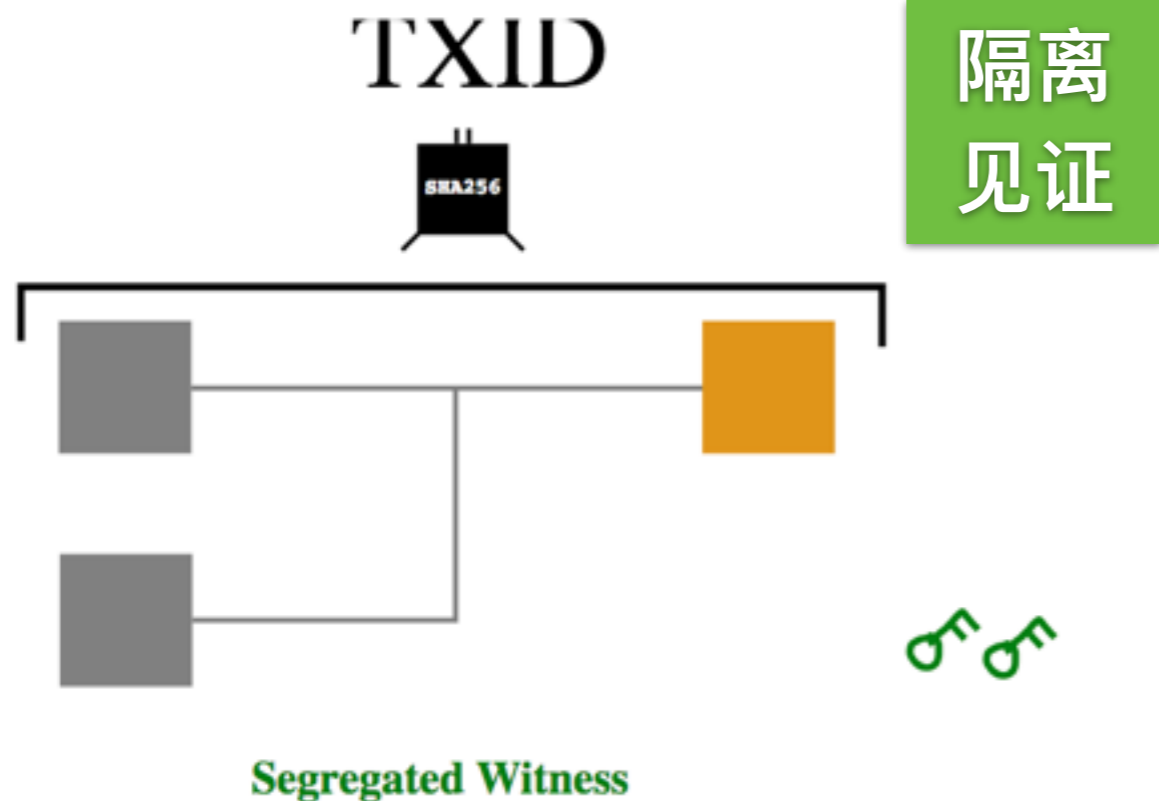 TXID
隔离
见证
SHA256
Segregated Witness